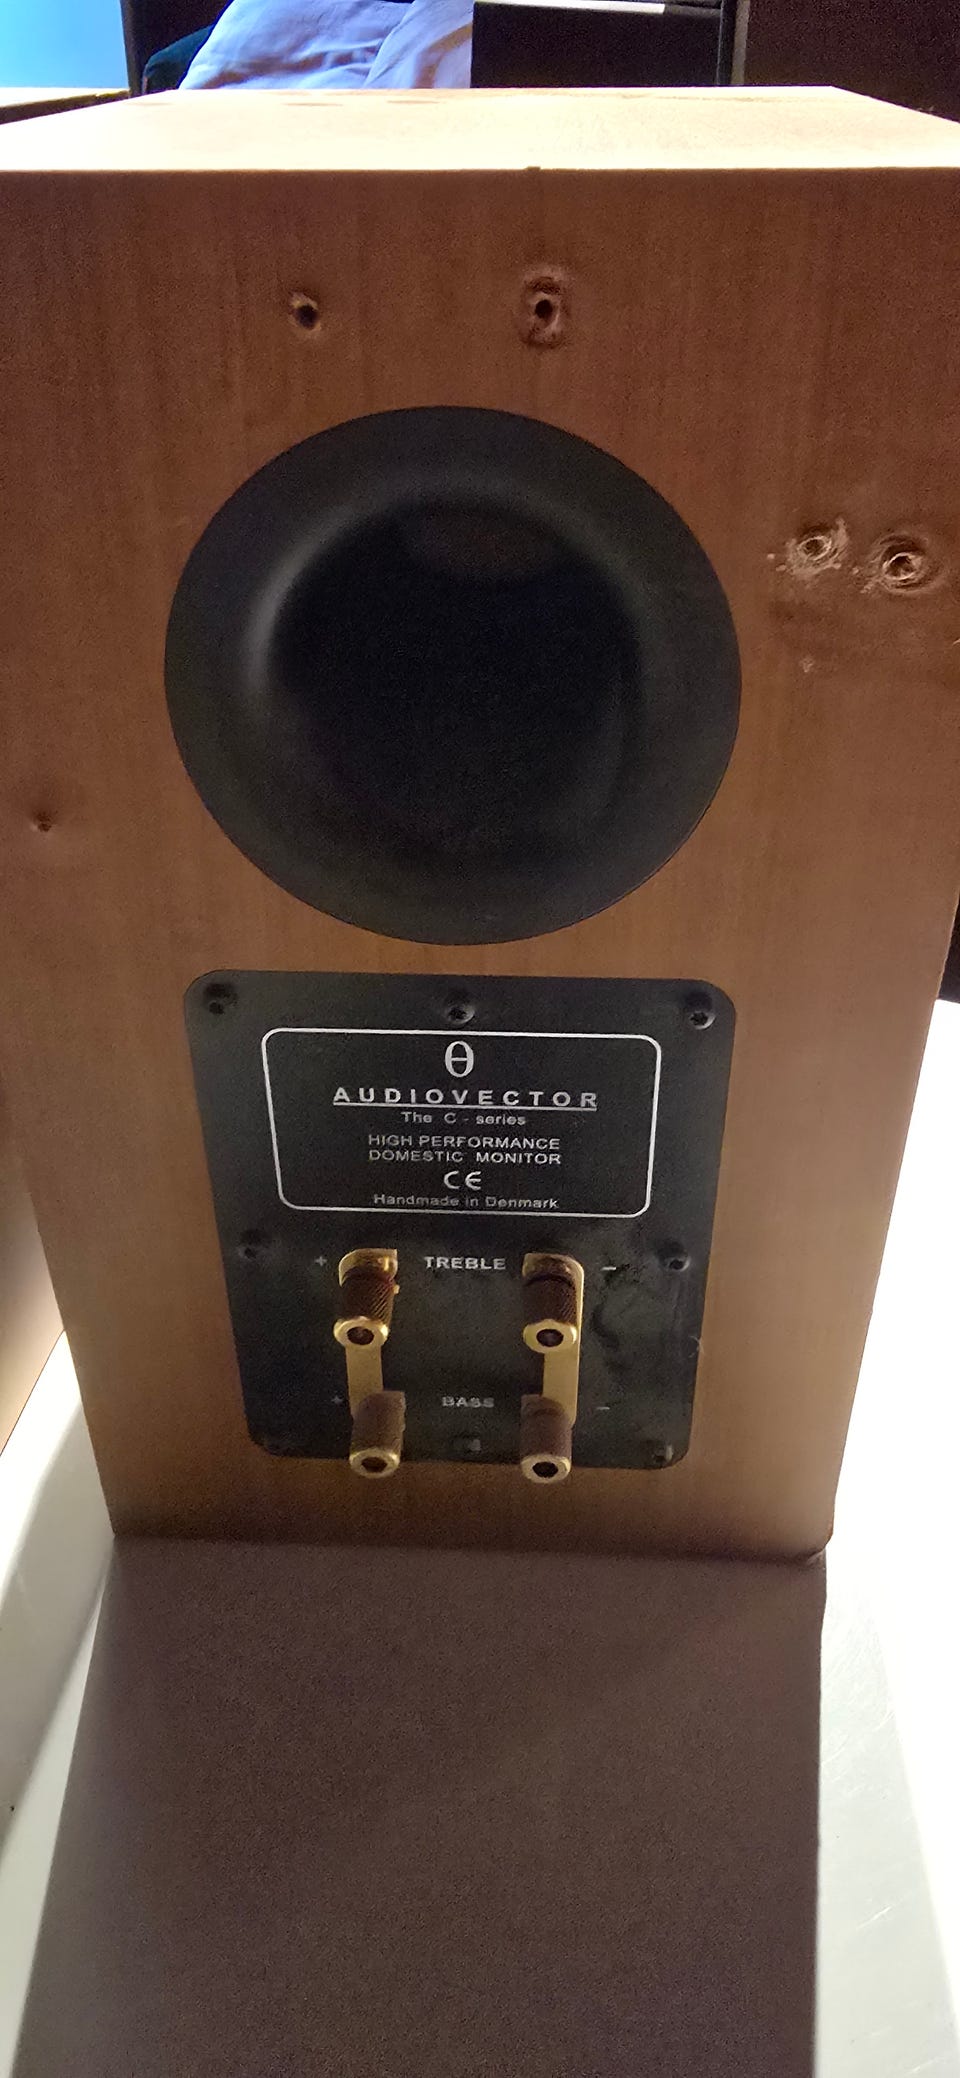 θ
AUDIOVECTOR
The C - series
HIGH PERFORMANCE
DOMESTIC MONITOR
CE
Handmade in Denmark
+ TREBLE −
+ BASS −